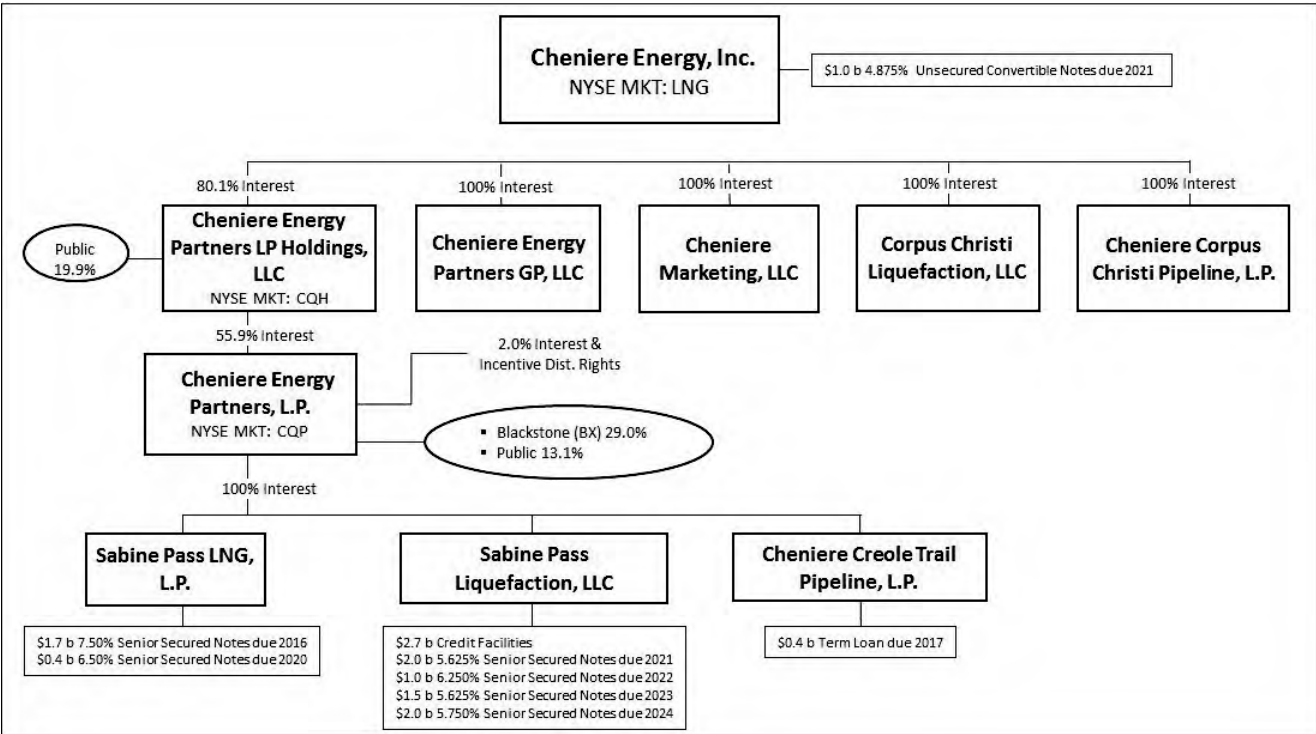 Cheniere Energy, Inc.
NYSE MKT: LNG
$1.0 b 4.875% Unsecured Convertible Notes due 2021
80.1% Interest
100% Interest
100% Interest
100% Interest
100% Interest
Public
19.9%
Cheniere Energy
Partners LP Holdings,
LLC
NYSE MKT: CQH
Cheniere Energy
Partners GP, LLC
Cheniere
Marketing, LLC
Corpus Christi
Liquefaction, LLC
Cheniere Corpus
Christi Pipeline, L.P.
55.9% Interest
Cheniere Energy
Partners, L.P.
NYSE MKT: CQP
2.0% Interest &
Incentive Dist. Rights
▪ Blackstone (BX) 29.0%
▪ Public 13.1%
100% Interest
Sabine Pass LNG,
L.P.
Sabine Pass
Liquefaction, LLC
Cheniere Creole Trail
Pipeline, L.P.
$1.7 b 7.50% Senior Secured Notes due 2016
$0.4 b 6.50% Senior Secured Notes due 2020
$2.7 b Credit Facilities
$2.0 b 5.625% Senior Secured Notes due 2021
$1.0 b 6.250% Senior Secured Notes due 2022
$1.5 b 5.625% Senior Secured Notes due 2023
$2.0 b 5.750% Senior Secured Notes due 2024
$0.4 b Term Loan due 2017